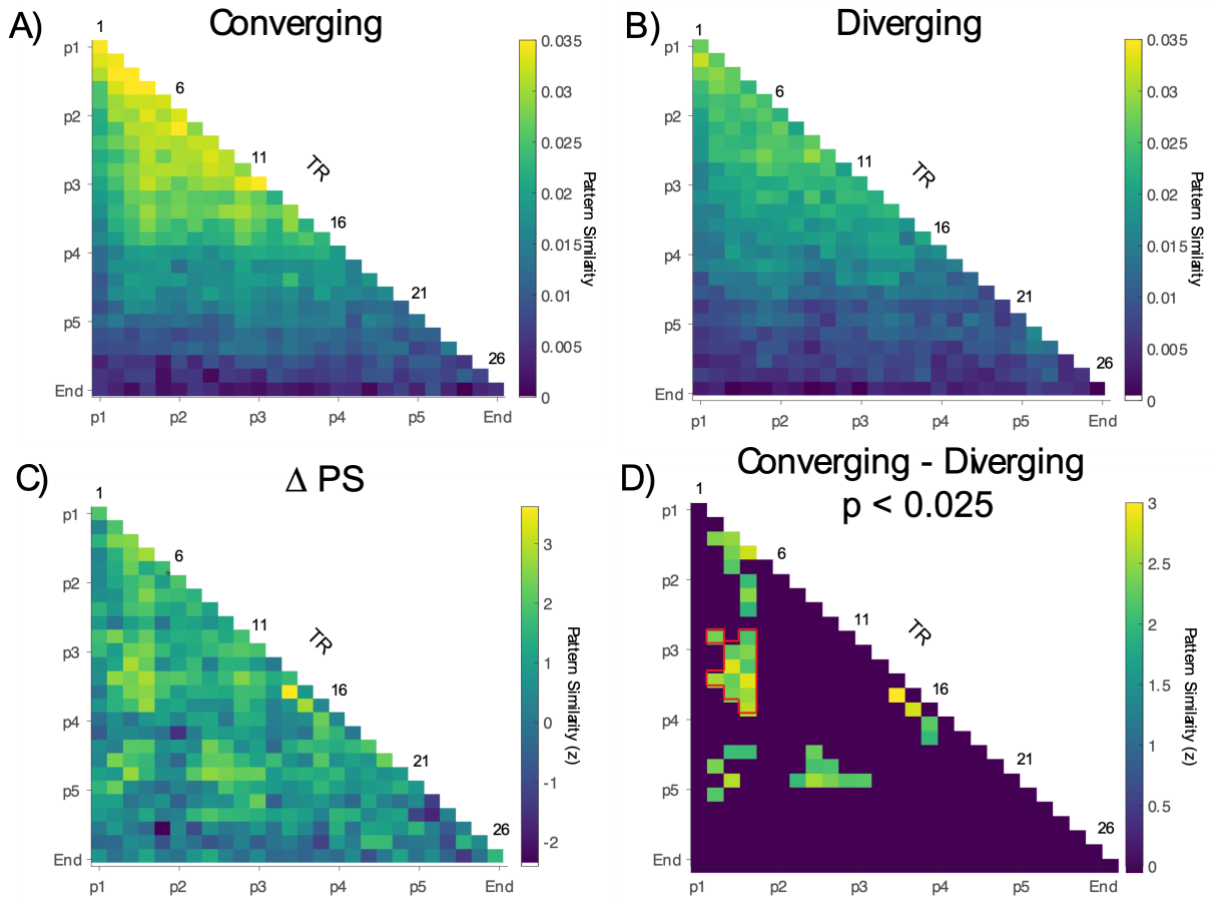 A)
Converging
1
p1
6
p2
11
TR
p3
16
p4
21
p5
26
End
p1 p2 p3 p4 p5 End
0.035
0.03
0.025
0.02
0.015
0.01
0.005
0
Pattern Similarity
B)
Diverging
1
p1
6
p2
11
TR
p3
16
p4
21
p5
26
End
p1 p2 p3 p4 p5 End
0.035
0.03
0.025
0.02
0.015
0.01
0.005
0
Pattern Similarity
C)
Δ PS
1
p1
6
p2
11
TR
p3
16
p4
21
p5
26
End
p1 p2 p3 p4 p5 End
3
2
1
0
-1
-2
Pattern Similarity (z)
D)
Converging - Diverging
p < 0.025
1
p1
6
p2
11
TR
p3
16
p4
21
p5
26
End
p1 p2 p3 p4 p5 End
3
2.5
2
1.5
1
0.5
0
Pattern Similarity (z)